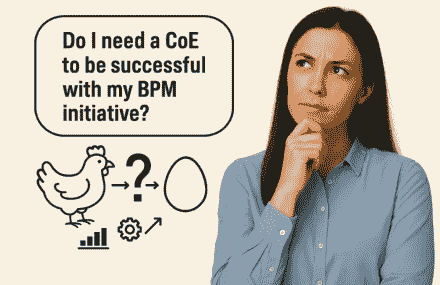 Do I need a CoE
to be successful
with my BPM
initiative?
?